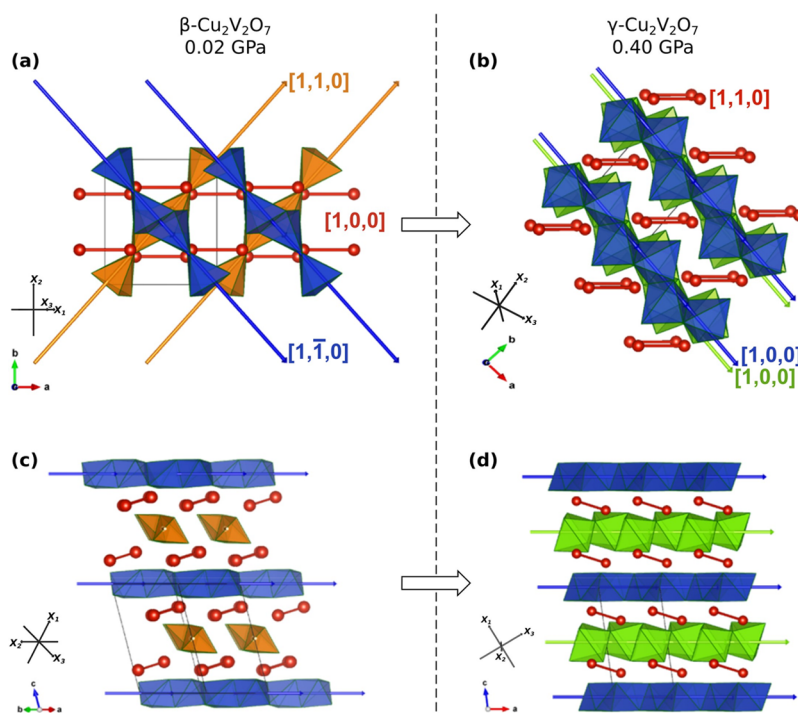 β-Cu₂V₂O₇
0.02 GPa
γ-Cu₂V₂O₇
0.40 GPa
(a)
[1,1,0]
[1,0,0]
[1,1̅,0]
X₂
X₃
X₁
b
a
(b)
[1,1,0]
X₁
X₂
X₃
b
a
[1,0,0]
[1,0,0]
(c)
X₁
X₂
X₃
c
b
a
(d)
X₁
X₃
X₂
c
a